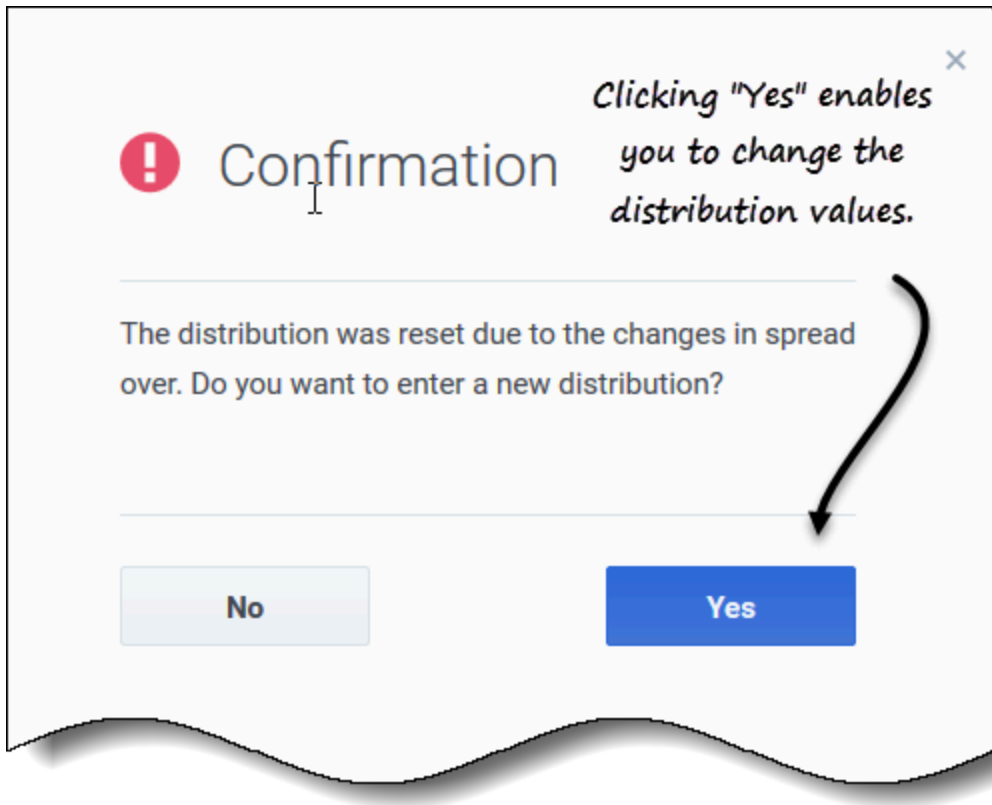 Clicking "Yes" enables
you to change the
distribution values.
Confirmation
The distribution was reset due to the changes in spread
over. Do you want to enter a new distribution?
No
Yes